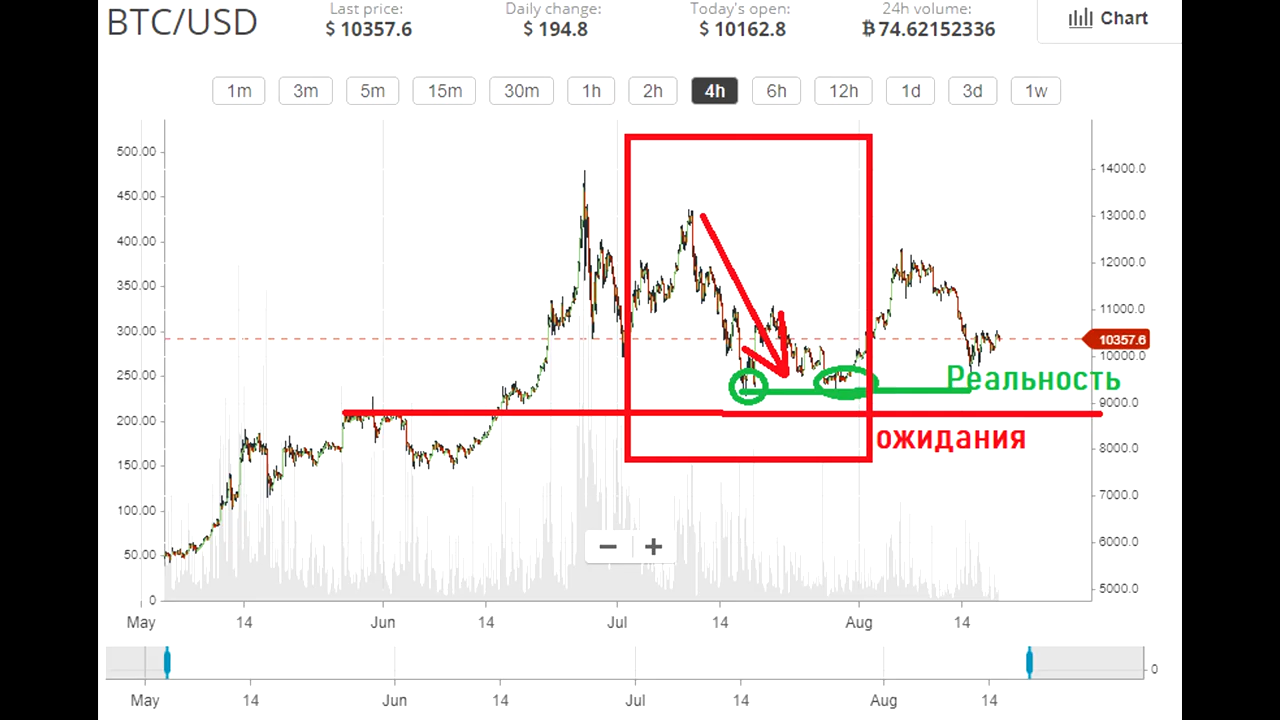 BTC/USD
Last price:
$ 10357.6
Daily change:
$ 194.8
Today's open:
$ 10162.8
24h volume:
฿ 74.62152336
Chart
1m 3m 5m 15m 30m 1h 2h 4h 6h 12h 1d 3d 1w
500.00
450.00
400.00
350.00
300.00
250.00
200.00
150.00
100.00
50.00
0
14000.0
13000.0
12000.0
11000.0
10357.6
10000.0
9000.0
8000.0
7000.0
6000.0
5000.0
Реальность
ожидания
− +
May 14 Jun 14 Jul 14 Aug 14
0
May 14 Jun 14 Jul 14 Aug 14